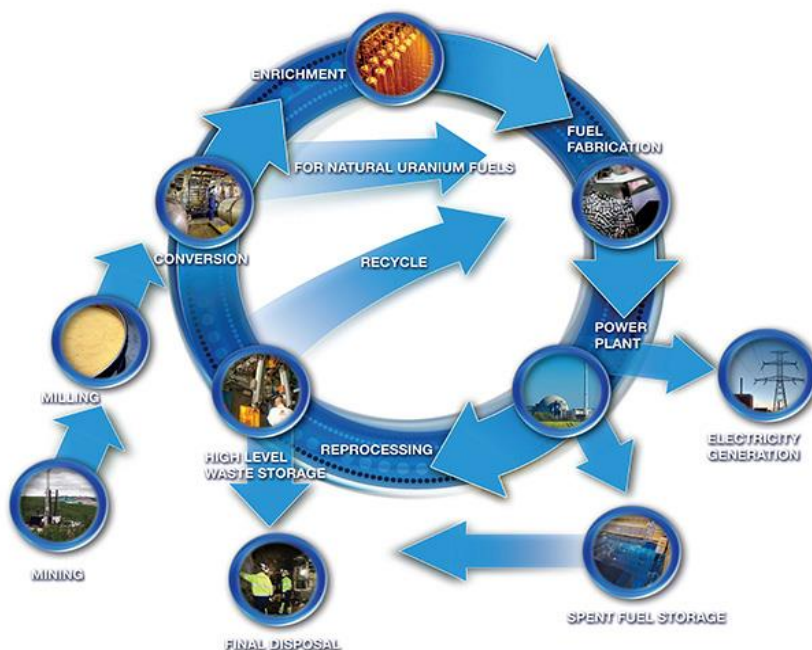 ENRICHMENT
FUEL
FABRICATION
FOR NATURAL URANIUM FUELS
CONVERSION
RECYCLE
POWER
PLANT
MILLING
ELECTRICITY
GENERATION
HIGH LEVEL
WASTE STORAGE
REPROCESSING
MINING
SPENT FUEL STORAGE
FINAL DISPOSAL